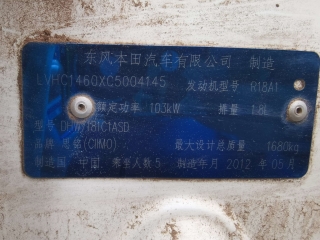 东风本田汽车有限公司 制造
LVHC1460XC5004145 发动机型号 R18A1
额定功率 103kW 排量 1.8L
型号 DHW7181C1ASD
品牌 思铭(CIIMO) 最大设计总质量 1680kg
制造国 中国 乘坐人数 5 制造年月 2012 年 05 月